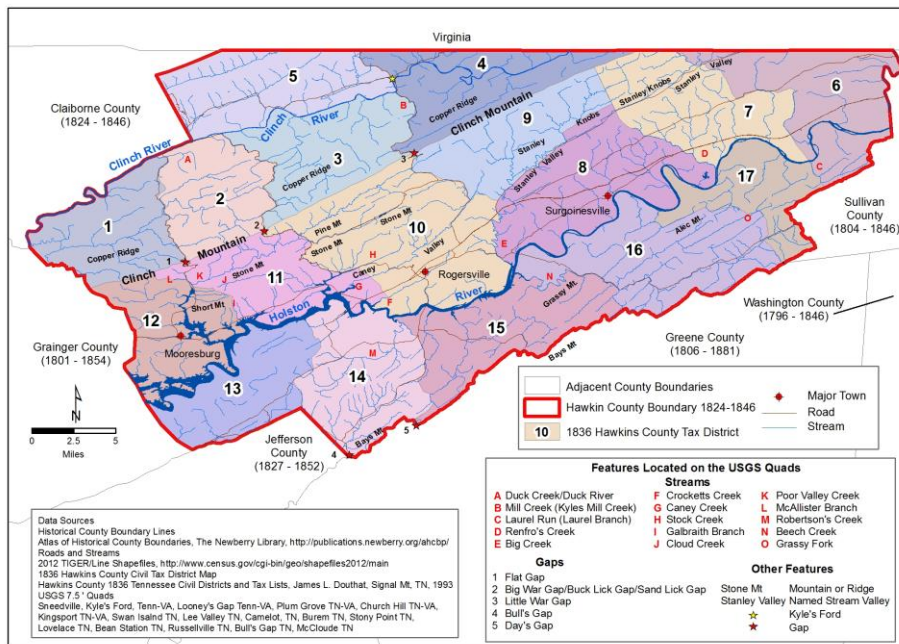 Virginia
Claiborne County
(1824 - 1846)
Clinch River
Clinch
River
5
4
Copper Ridge
Clinch Mountain
Stanley Knobs
Stanley
Valley
6
7
9
Stanley
Knobs
B
A
3
Copper Ridge
3
8
Stanley Valley
D
C
17
1
2
2
Pine Mt
Stone Mt
Stone Mt
10
Surgoinesville
Sullivan
County
(1804 - 1846)
Copper Ridge
Clinch
1
Mountain
L
K
J
Stone Mt
11
H
Caney
Valley
E
Alec Mt.
O
16
Rogersville
I
G
F
Holston
River
N
Grassy Mt.
12
Short Mt
Mooresburg
15
Bays Mt
Washington County
(1796 - 1846)
Grainger County
(1801 - 1854)
M
14
13
Greene County
(1806 - 1881)
5
Bays Mt
4
Jefferson
County
(1827 - 1852)
N
0 2.5 5
Miles
Adjacent County Boundaries
Hawkin County Boundary 1824-1846
10 1836 Hawkins County Tax District
Major Town
Road
Stream
Features Located on the USGS Quads
Streams
A Duck Creek/Duck River
B Mill Creek (Kyles Mill Creek)
C Laurel Run (Laurel Branch)
D Renfro's Creek
E Big Creek
F Crocketts Creek
G Caney Creek
H Stock Creek
I Galbraith Branch
J Cloud Creek
K Poor Valley Creek
L McAllister Branch
M Robertson's Creek
N Beech Creek
O Grassy Fork
Gaps
1 Flat Gap
2 Big War Gap/Buck Lick Gap/Sand Lick Gap
3 Little War Gap
4 Bull's Gap
5 Day's Gap
Other Features
Stone Mt Mountain or Ridge
Stanley Valley Named Stream Valley
Kyle's Ford
Gap
Data Sources
Historical County Boundary Lines
Atlas of Historical County Boundaries, The Newberry Library, http://publications.newberry.org/ahcbp/
Roads and Streams
2012 TIGER/Line Shapefiles, http://www.census.gov/cgi-bin/geo/shapefiles2012/main
1836 Hawkins County Civil Tax District Map
Hawkins County 1836 Tennessee Civil Districts and Tax Lists, James L. Douthat, Signal Mt, TN, 1993
USGS 7.5 ' Quads
Sneedville, Kyle's Ford, Tenn-VA, Looney's Gap Tenn-VA, Plum Grove TN-VA, Church Hill TN-VA,
Kingsport TN-VA, Swan Isalnd TN, Lee Valley TN, Camelot, TN, Burem TN, Stony Point TN,
Lovelace TN, Bean Station TN, Russellville TN, Bull's Gap TN, McCloude TN